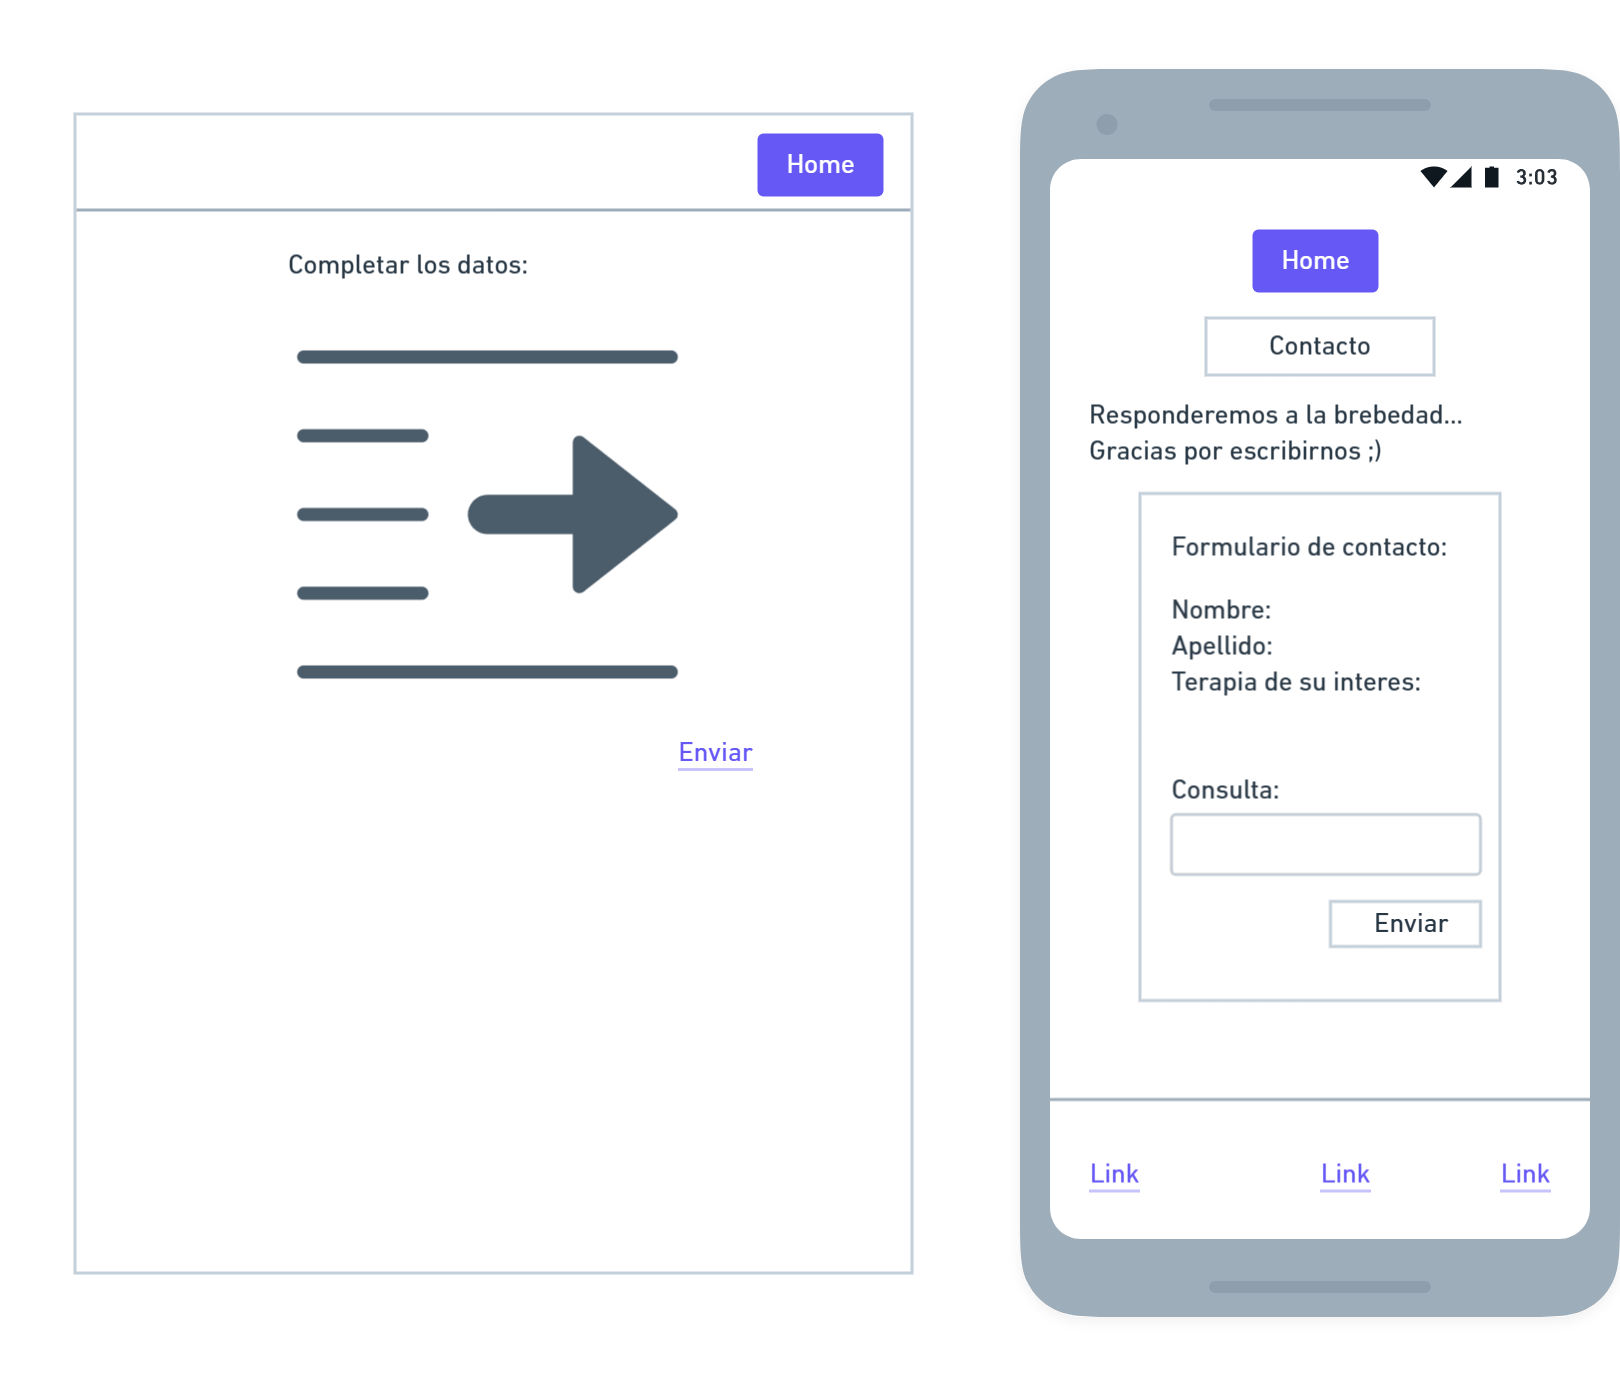 Home
Completar los datos:
Enviar
3:03
Home
Contacto
Responderemos a la brebedad...
Gracias por escribirnos ;)
Formulario de contacto:
Nombre:
Apellido:
Terapia de su interes:
Consulta:
Enviar
Link Link Link